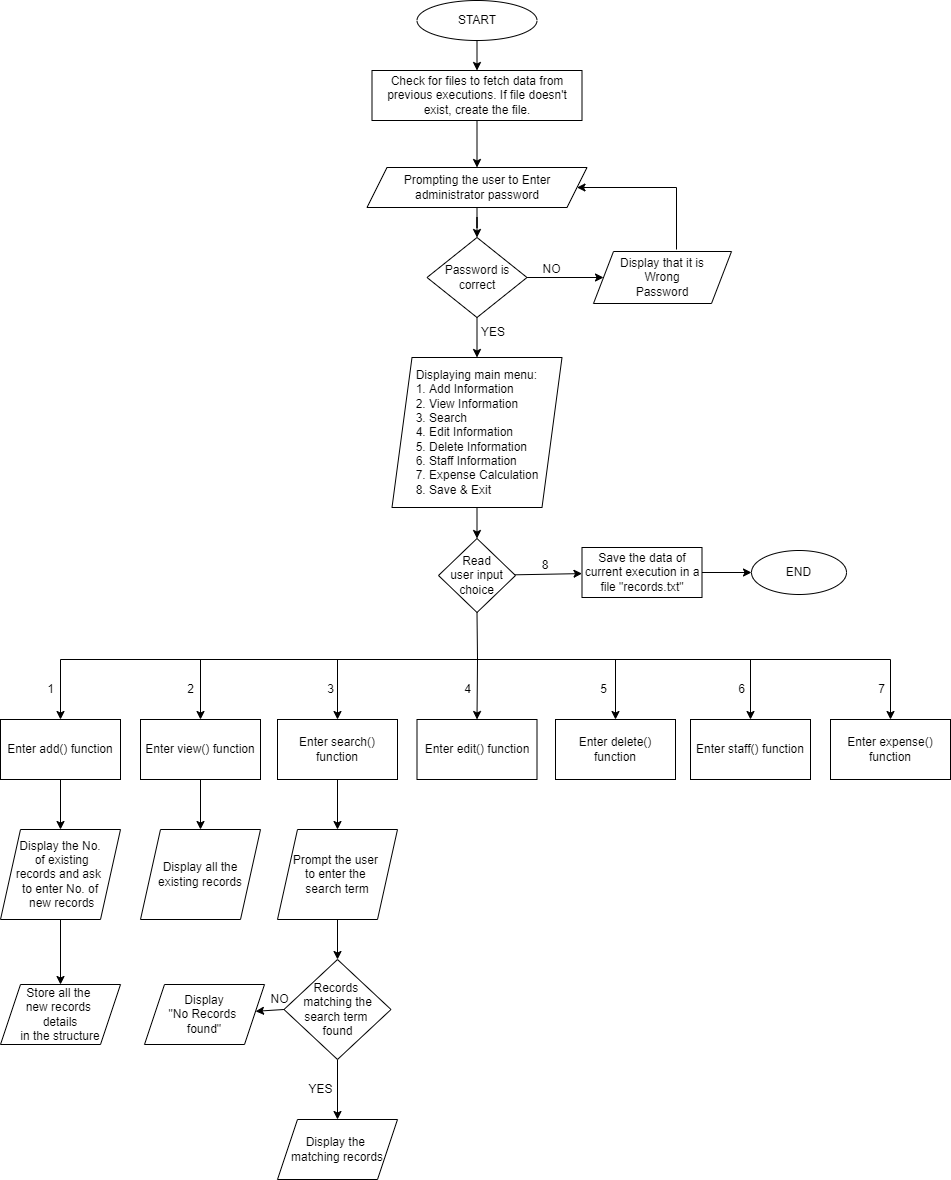 START
Check for files to fetch data from
previous executions. If file doesn't
exist, create the file.
Prompting the user to Enter
administrator password
Password is
correct
NO
Display that it is
Wrong
Password
YES
Displaying main menu:
1. Add Information
2. View Information
3. Search
4. Edit Information
5. Delete Information
6. Staff Information
7. Expense Calculation
8. Save & Exit
Read
user input
choice
8
Save the data of
current execution in a
file "records.txt"
END
1
2
3
4
5
6
7
Enter add() function
Enter view() function
Enter search()
function
Enter edit() function
Enter delete()
function
Enter staff() function
Enter expense()
function
Display the No.
of existing
records and ask
to enter No. of
new records
Display all the
existing records
Prompt the user
to enter the
search term
Store all the
new records
details
in the structure
Display
"No Records
found"
NO
Records
matching the
search term
found
YES
Display the
matching records